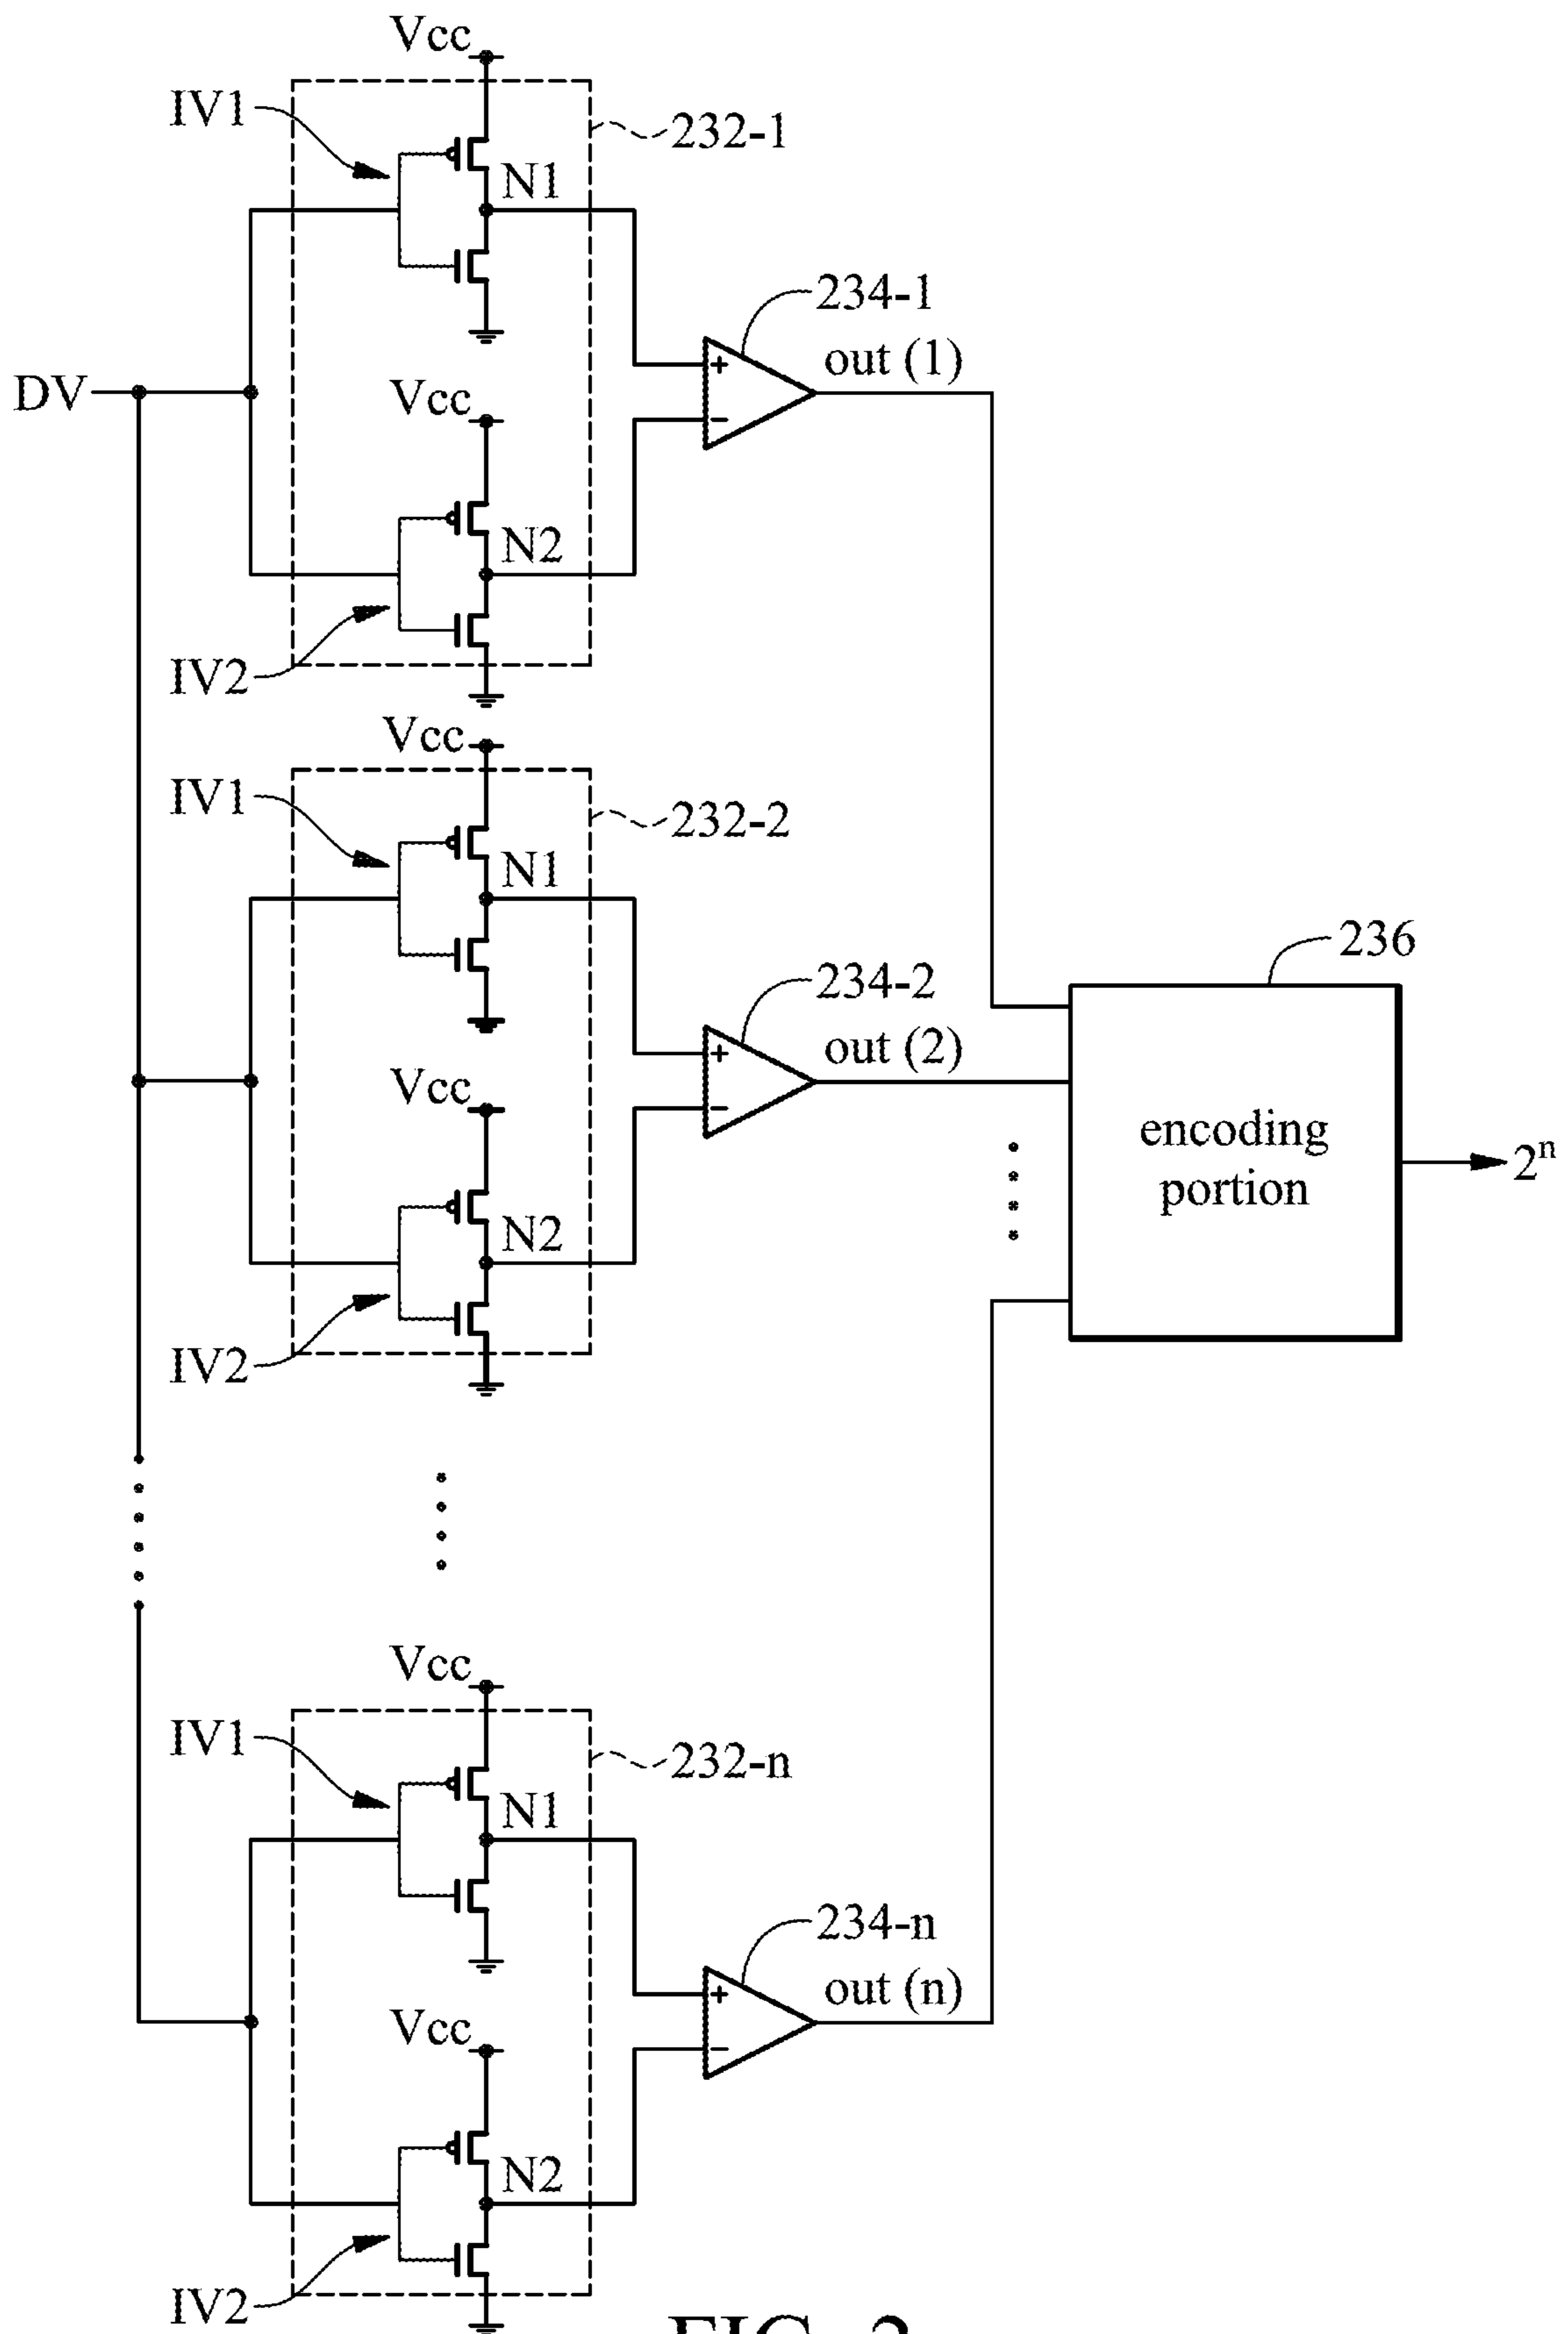 Vcc
IV1
232-1
N1
234-1
out (1)
DV
Vcc
N2
IV2
Vcc
IV1
232-2
N1
236
234-2
out (2)
Vcc
encoding
portion
2ⁿ
N2
IV2
Vcc
IV1
232-n
N1
234-n
out (n)
Vcc
N2
IV2